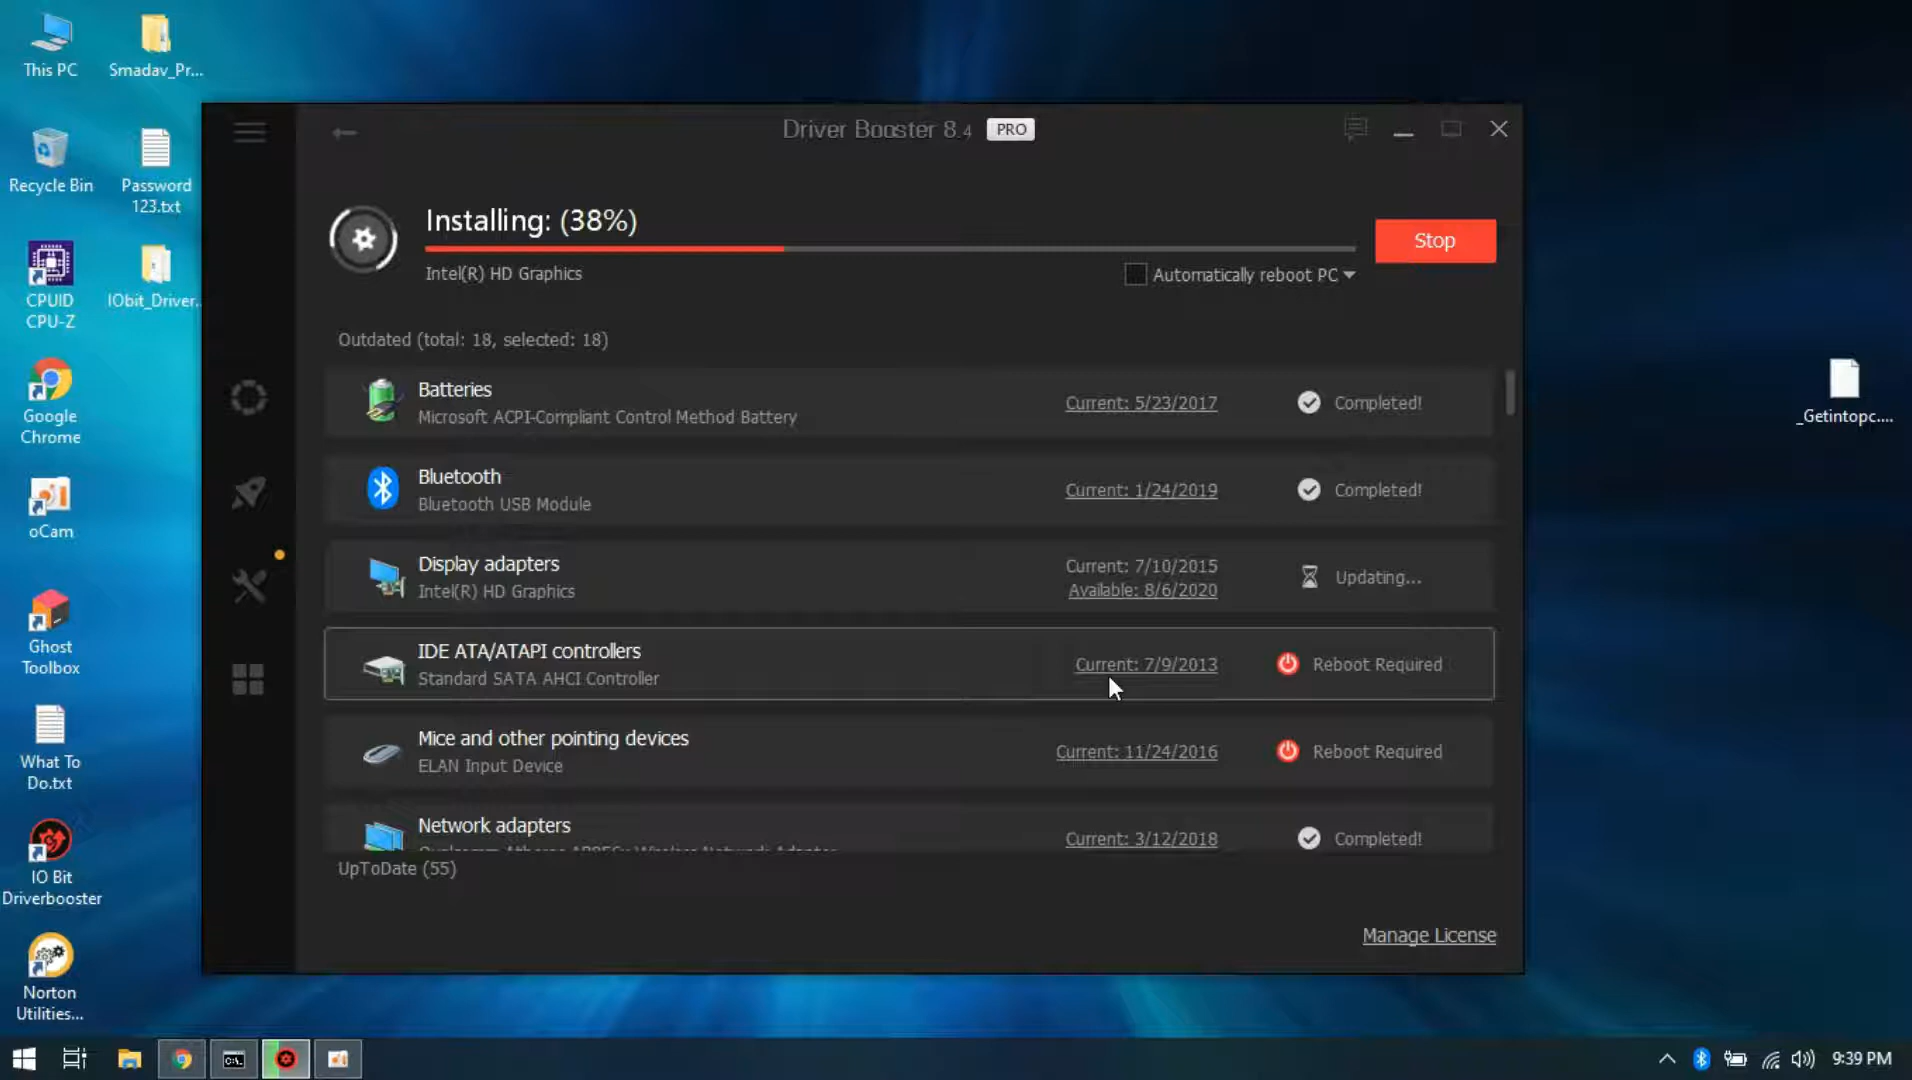 This PC
Smadav_Pr...
Recycle Bin
Password
123.txt
CPUID
CPU-Z
IObit_Driver...
Google
Chrome
oCam
Ghost
Toolbox
What To
Do.txt
IO Bit
Driverbooster
Norton
Utilities...
_Getintopc....
Driver Booster 8.4 PRO
Installing: (38%)
Stop
Intel(R) HD Graphics
Automatically reboot PC
Outdated (total: 18, selected: 18)
Batteries
Microsoft ACPI-Compliant Control Method Battery
Current: 5/23/2017
Completed!
Bluetooth
Bluetooth USB Module
Current: 1/24/2019
Completed!
Display adapters
Intel(R) HD Graphics
Current: 7/10/2015
Available: 8/6/2020
Updating...
IDE ATA/ATAPI controllers
Standard SATA AHCI Controller
Current: 7/9/2013
Reboot Required
Mice and other pointing devices
ELAN Input Device
Current: 11/24/2016
Reboot Required
Network adapters
Qualcomm Atheros Wireless Network Adapter
Current: 3/12/2018
Completed!
UpToDate (55)
Manage License
9:39 PM